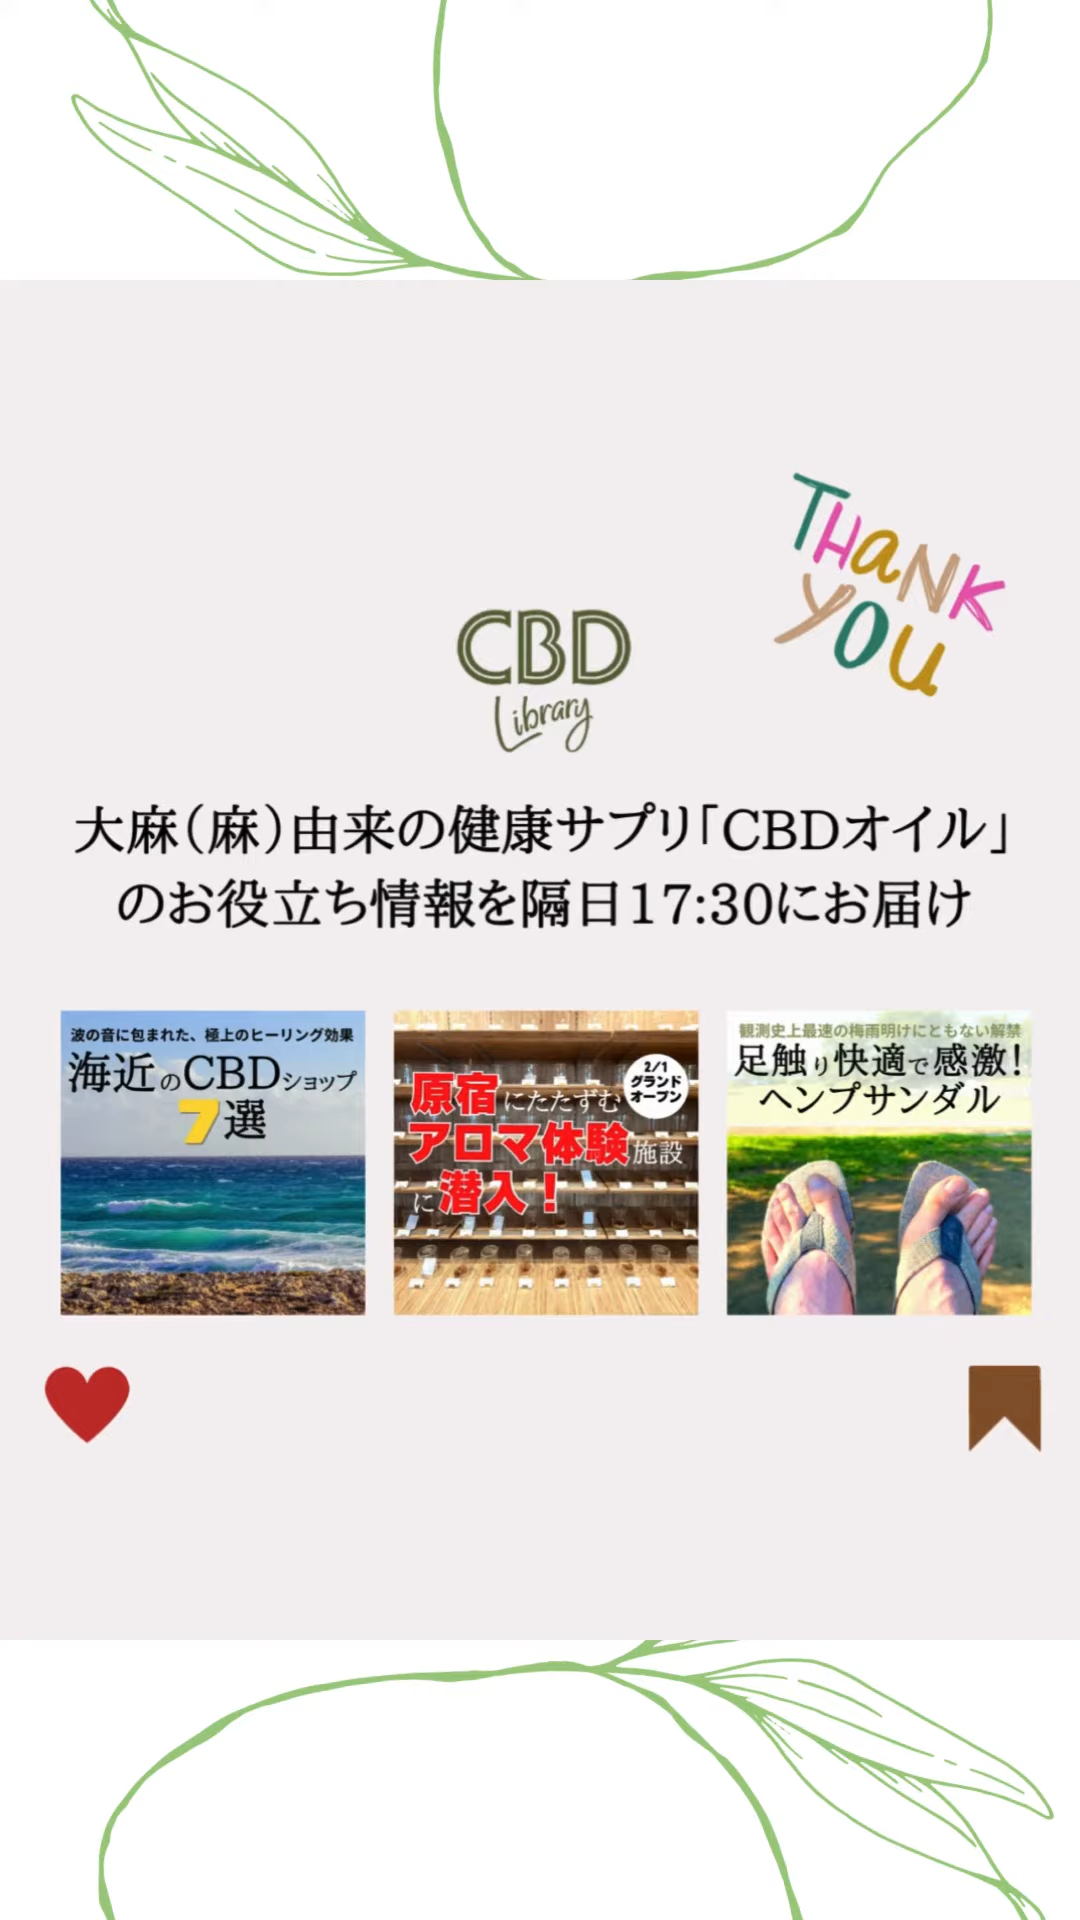 THANK
YOU
CBD
Library
大麻（麻）由来の健康サプリ「CBDオイル」
のお役立ち情報を隔日17:30にお届け
波の音に包まれた、極上のヒーリング効果
海近のCBDショップ
7選
2/1
グランド
オープン
原宿にたたずむ
アロマ体験施設
に潜入！
観測史上最速の梅雨明けにともない解禁
足触り快適で感激！
ヘンプサンダル